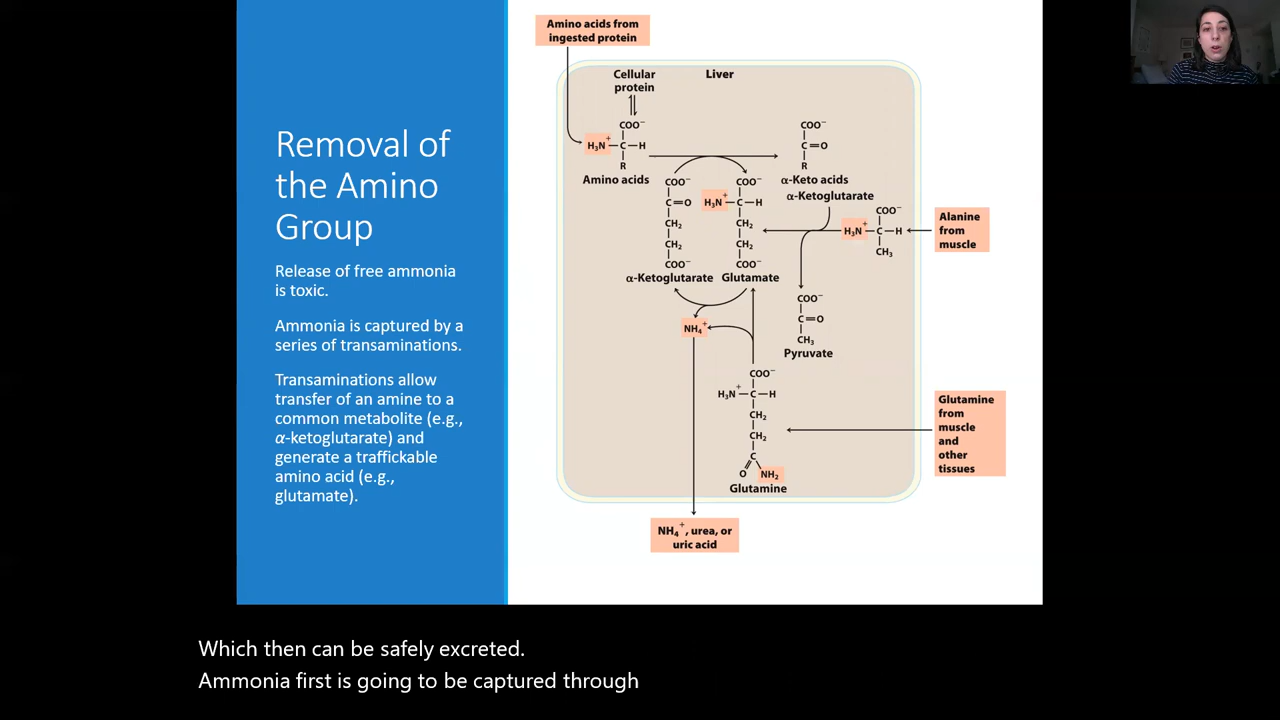 Removal of
the Amino
Group
Release of free ammonia
is toxic.
Ammonia is captured by a
series of transaminations.
Transaminations allow
transfer of an amine to a
common metabolite (e.g.,
α-ketoglutarate) and
generate a traffickable
amino acid (e.g.,
glutamate).
Amino acids from
ingested protein
Cellular
protein
Liver
COO⁻
H₃N⁺—C—H
R
Amino acids
COO⁻
C=O
R
α-Keto acids
α-Ketoglutarate
COO⁻
C=O
CH₂
CH₂
COO⁻
α-Ketoglutarate
COO⁻
H₃N⁺—C—H
CH₂
CH₂
COO⁻
Glutamate
COO⁻
H₃N⁺—C—H
CH₃
Alanine
from
muscle
COO⁻
C=O
CH₃
Pyruvate
NH₄⁺
COO⁻
H₃N⁺—C—H
CH₂
CH₂
C
O NH₂
Glutamine
Glutamine
from
muscle
and
other
tissues
NH₄⁺, urea, or
uric acid
Which then can be safely excreted.
Ammonia first is going to be captured through